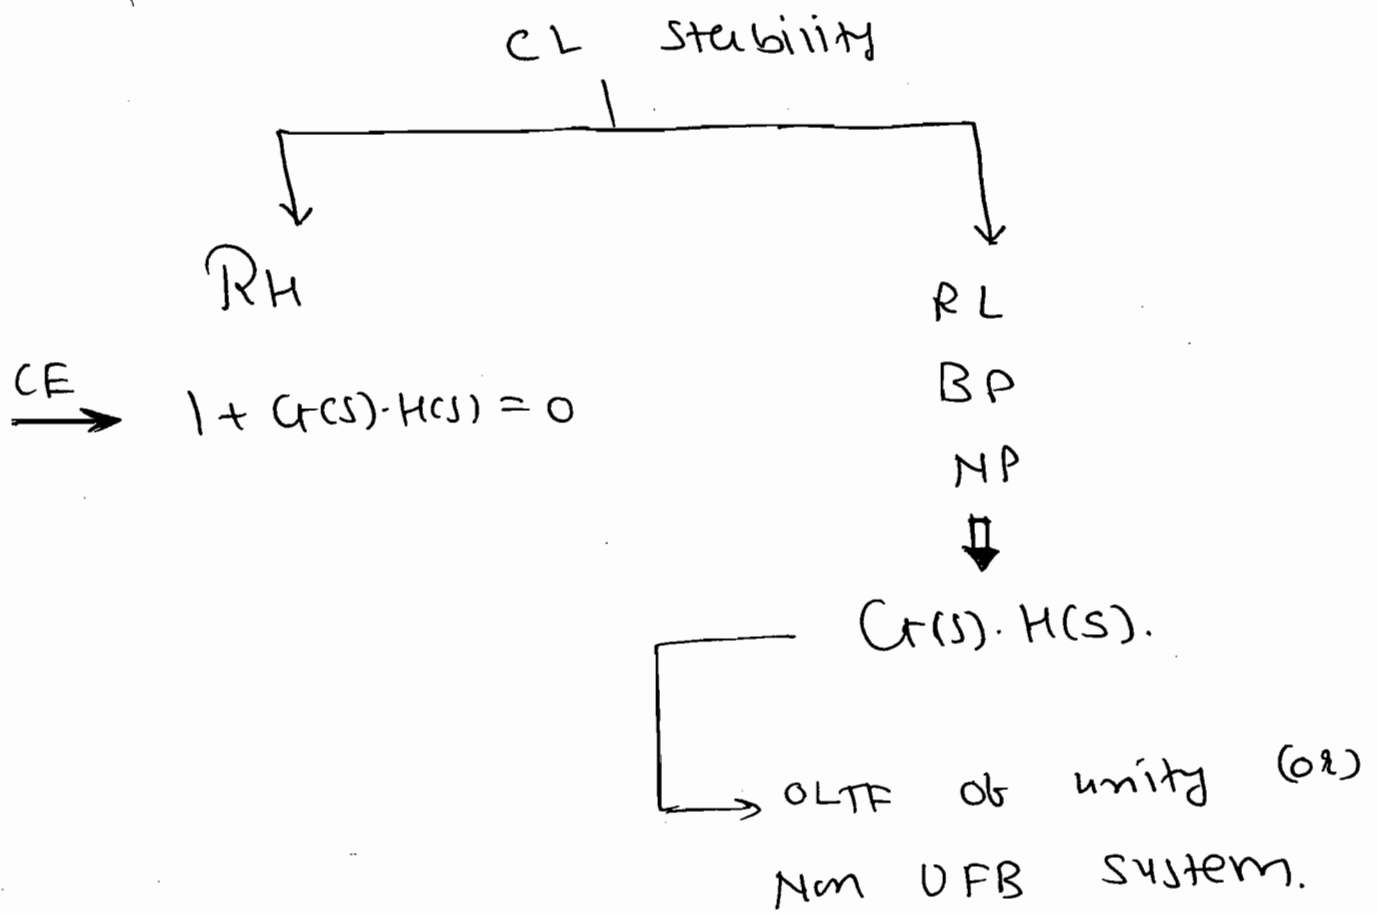 CL Stability
RH
RL
CE
1 + G(s)·H(s) = 0
BP
NP
G(s)·H(s).
OLTF of unity (or)
Non UFB system.